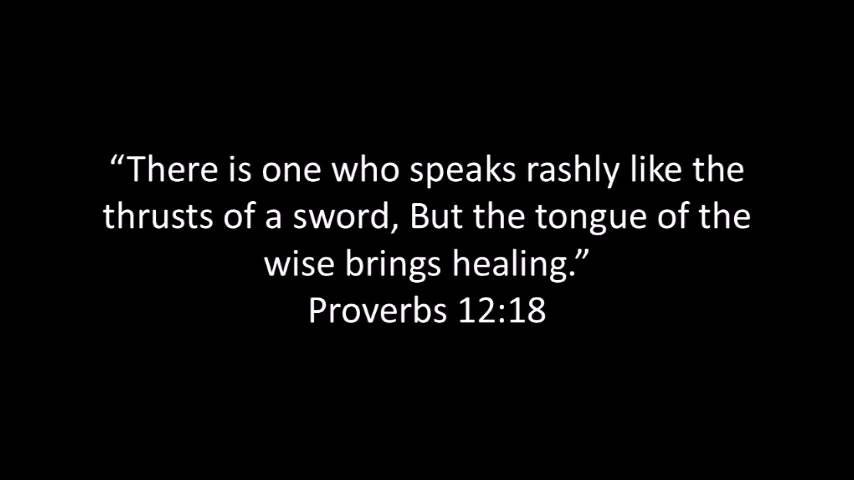 “There is one who speaks rashly like the
thrusts of a sword, But the tongue of the
wise brings healing.”
Proverbs 12:18